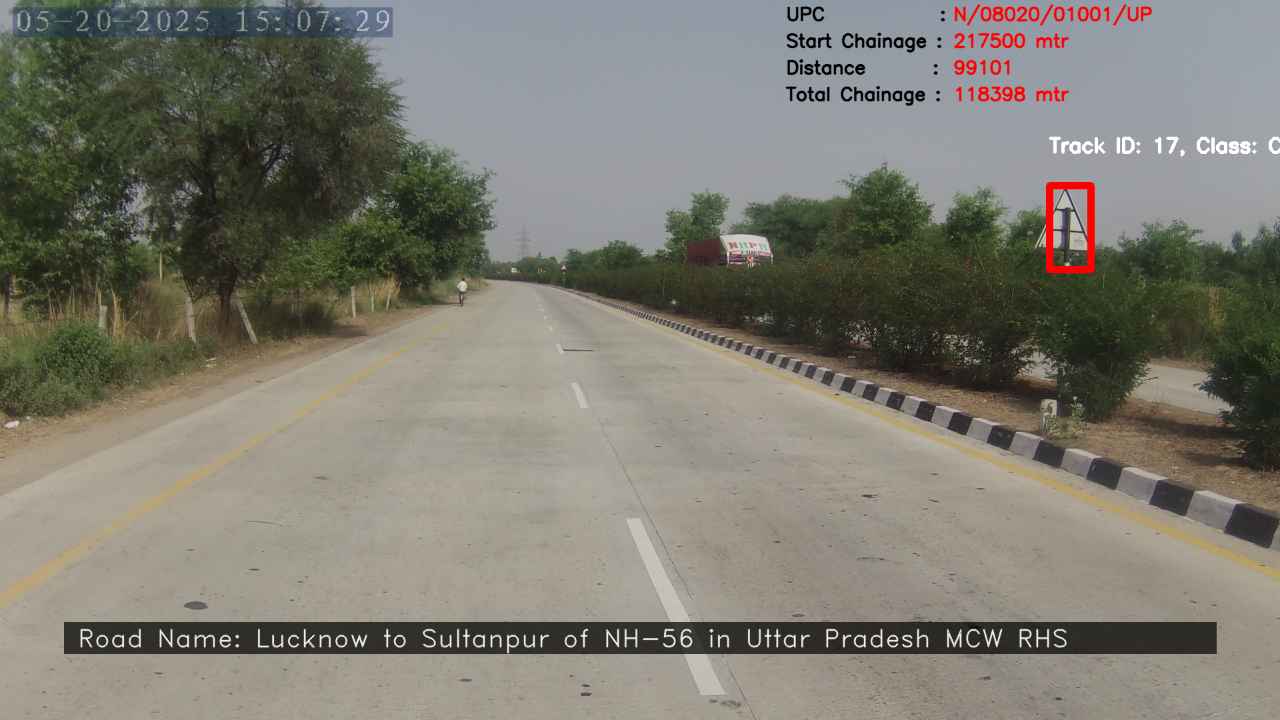 05-20-2025 15:07:29
UPC : N/08020/01001/UP
Start Chainage : 217500 mtr
Distance : 99101
Total Chainage : 118398 mtr
Track ID: 17, Class:
Road Name: Lucknow to Sultanpur of NH-56 in Uttar Pradesh MCW RHS